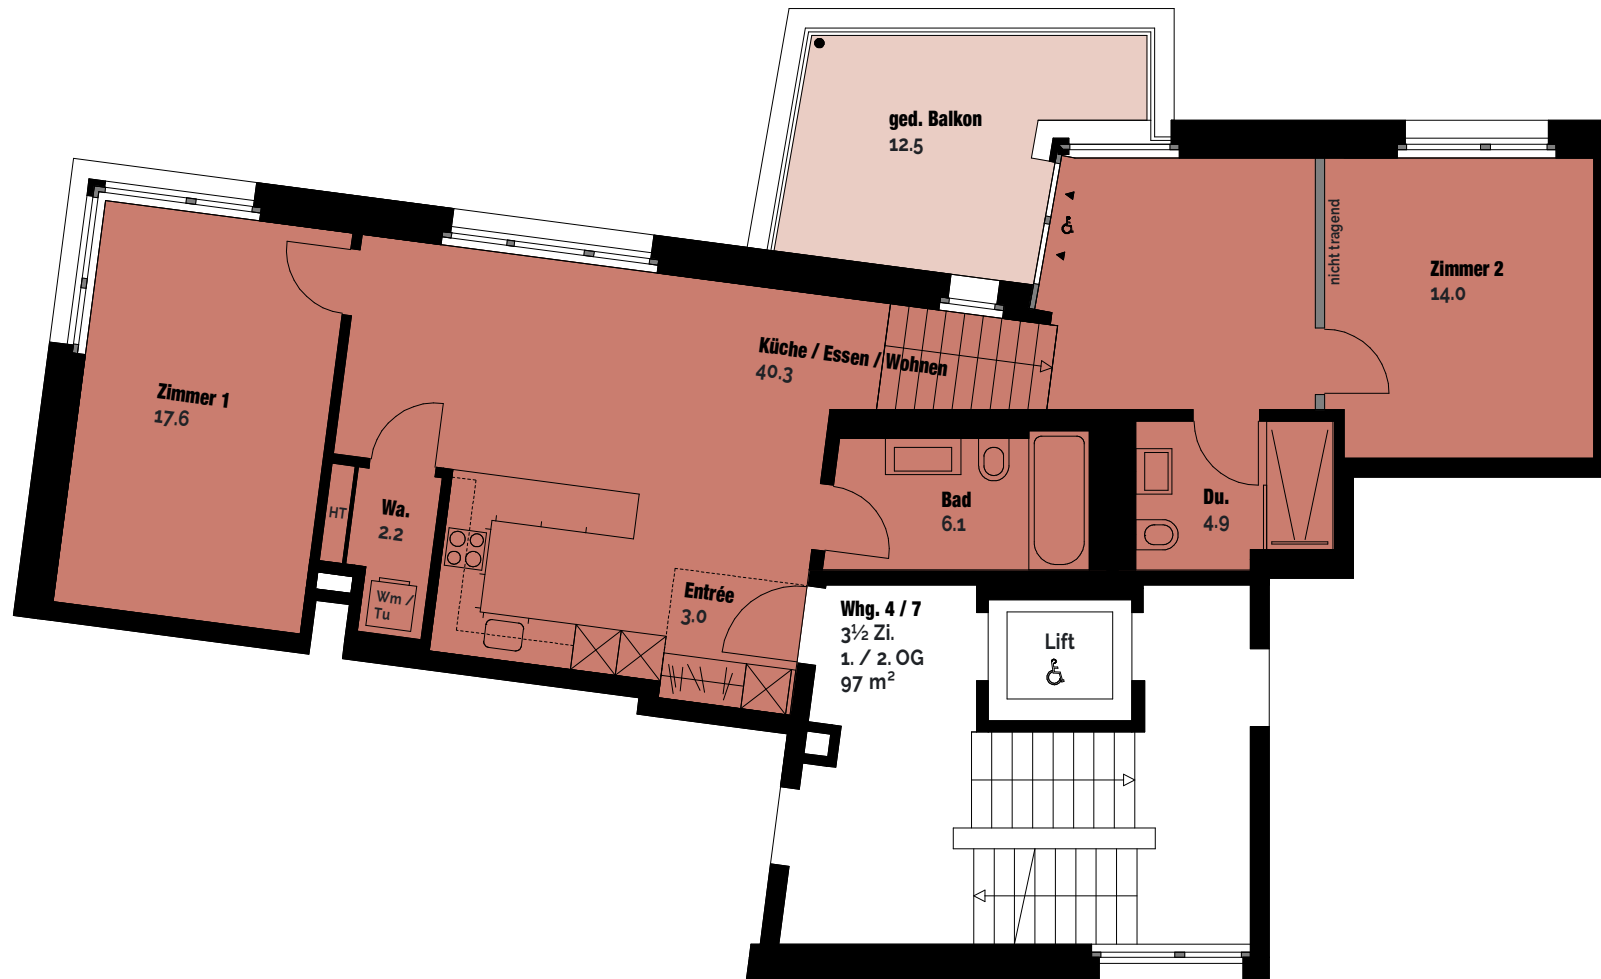 ged. Balkon
12.5
nicht tragend
Zimmer 2
14.0
Küche / Essen / Wohnen
40.3
Zimmer 1
17.6
HT
Wa.
2.2
Wm /
Tu
Bad
6.1
Du.
4.9
Entrée
3.0
Whg. 4 / 7
3½ Zi.
1. / 2. OG
97 m²
Lift